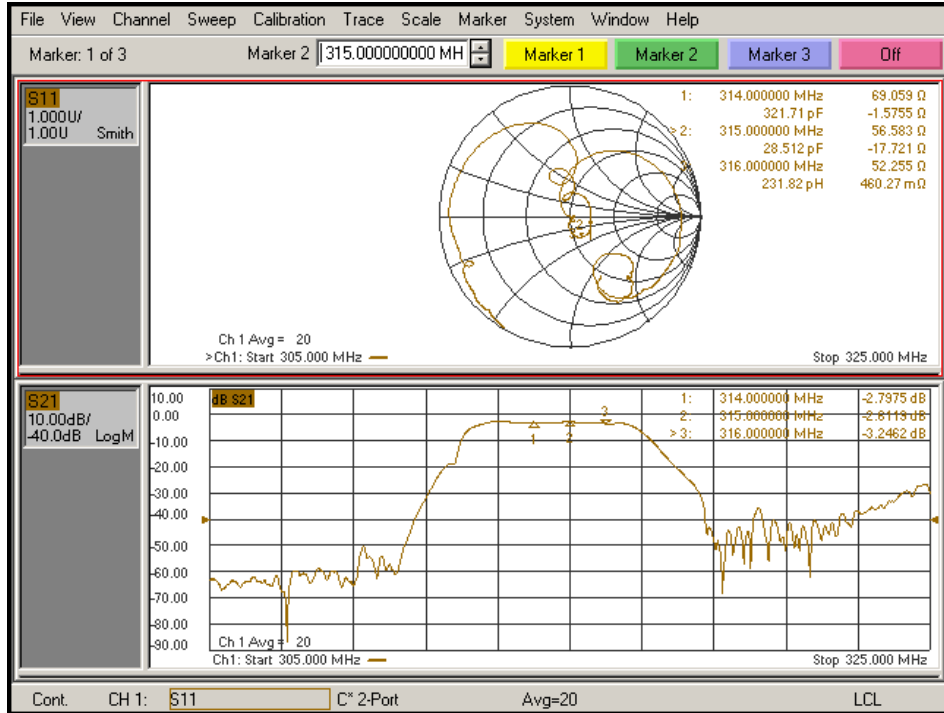 File View Channel Sweep Calibration Trace Scale Marker System Window Help
Marker: 1 of 3 Marker 2 315.000000000 MH Marker 1 Marker 2 Marker 3 Off
S11
1.000U/
1.00U Smith
1: 314.000000 MHz 69.059 Ω
321.71 pF -1.5755 Ω
> 2: 315.000000 MHz 56.583 Ω
28.512 pF -17.721 Ω
316.000000 MHz 52.255 Ω
231.82 pH 460.27 mΩ
Ch 1 Avg = 20
>Ch1: Start 305.000 MHz Stop 325.000 MHz
S21
10.00dB/
-40.0dB LogM
dB S21
10.00
0.00
-10.00
-20.00
-30.00
-40.00
-50.00
-60.00
-70.00
-80.00
-90.00
1: 314.000000 MHz -2.7975 dB
2: 315.000000 MHz dB
> 3: 316.000000 MHz -3.2462 dB
3
1 2
Ch 1 Avg = 20
Ch1: Start 305.000 MHz Stop 325.000 MHz
Cont. CH 1: S11 C* 2-Port Avg=20 LCL